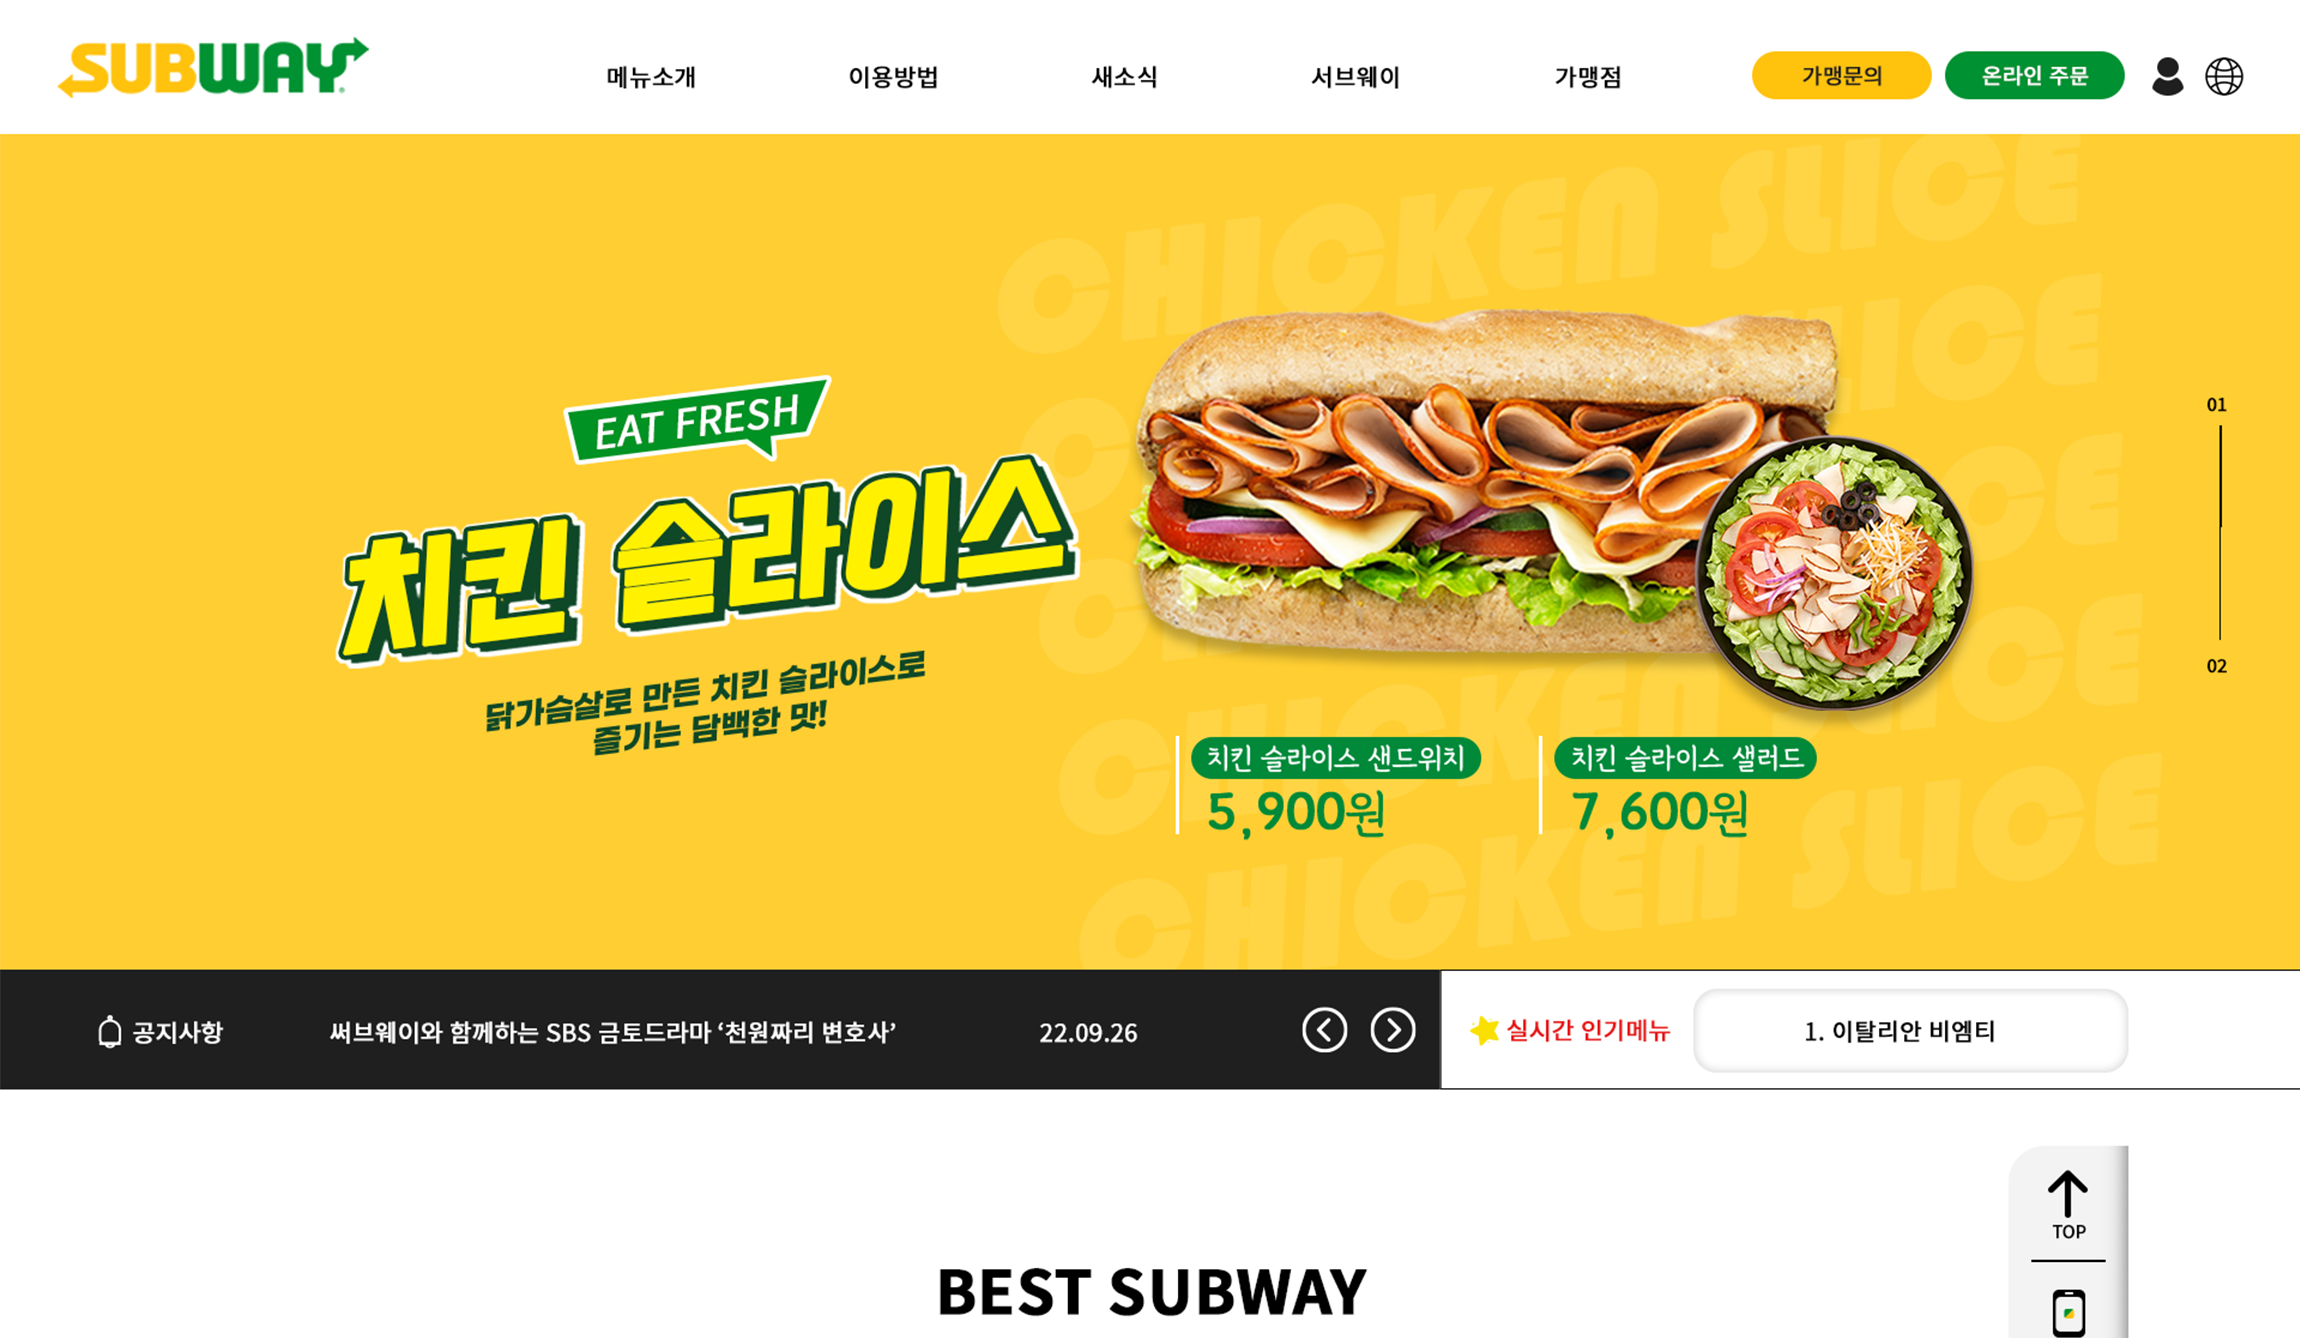 SUBWAY
메뉴소개
이용방법
새소식
서브웨이
가맹점
가맹문의
온라인 주문
CHICKEN SLICE
EAT FRESH
치킨 슬라이스
닭가슴살로 만든 치킨 슬라이스로
즐기는 담백한 맛!
치킨 슬라이스 샌드위치
5,900원
치킨 슬라이스 샐러드
7,600원
CHICKEN SLICE
01
02
공지사항
써브웨이와 함께하는 SBS 금토드라마 ‘천원짜리 변호사’
22.09.26
실시간 인기메뉴
1. 이탈리안 비엠티
TOP
BEST SUBWAY